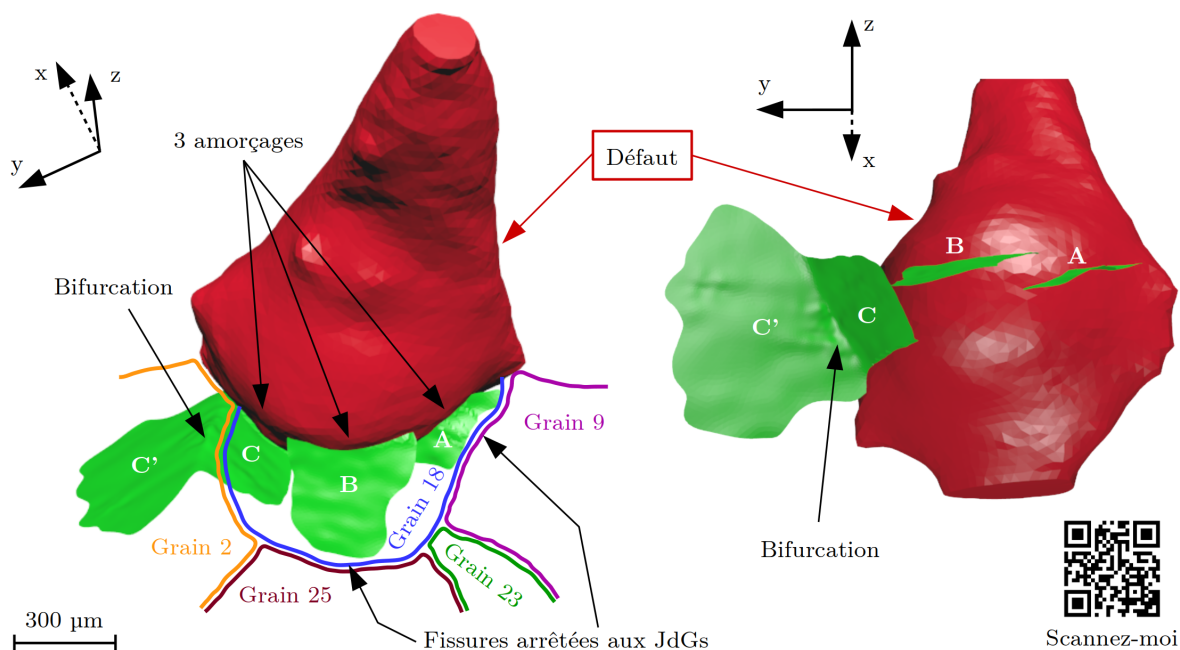 x
z
y
3 amorçages
Bifurcation
C'
C
B
A
Grain 9
Grain 18
Grain 2
Grain 25
Grain 23
300 µm
Fissures arrêtées aux JdGs
Défaut
z
y
x
B
A
C
C'
Bifurcation
Scannez-moi